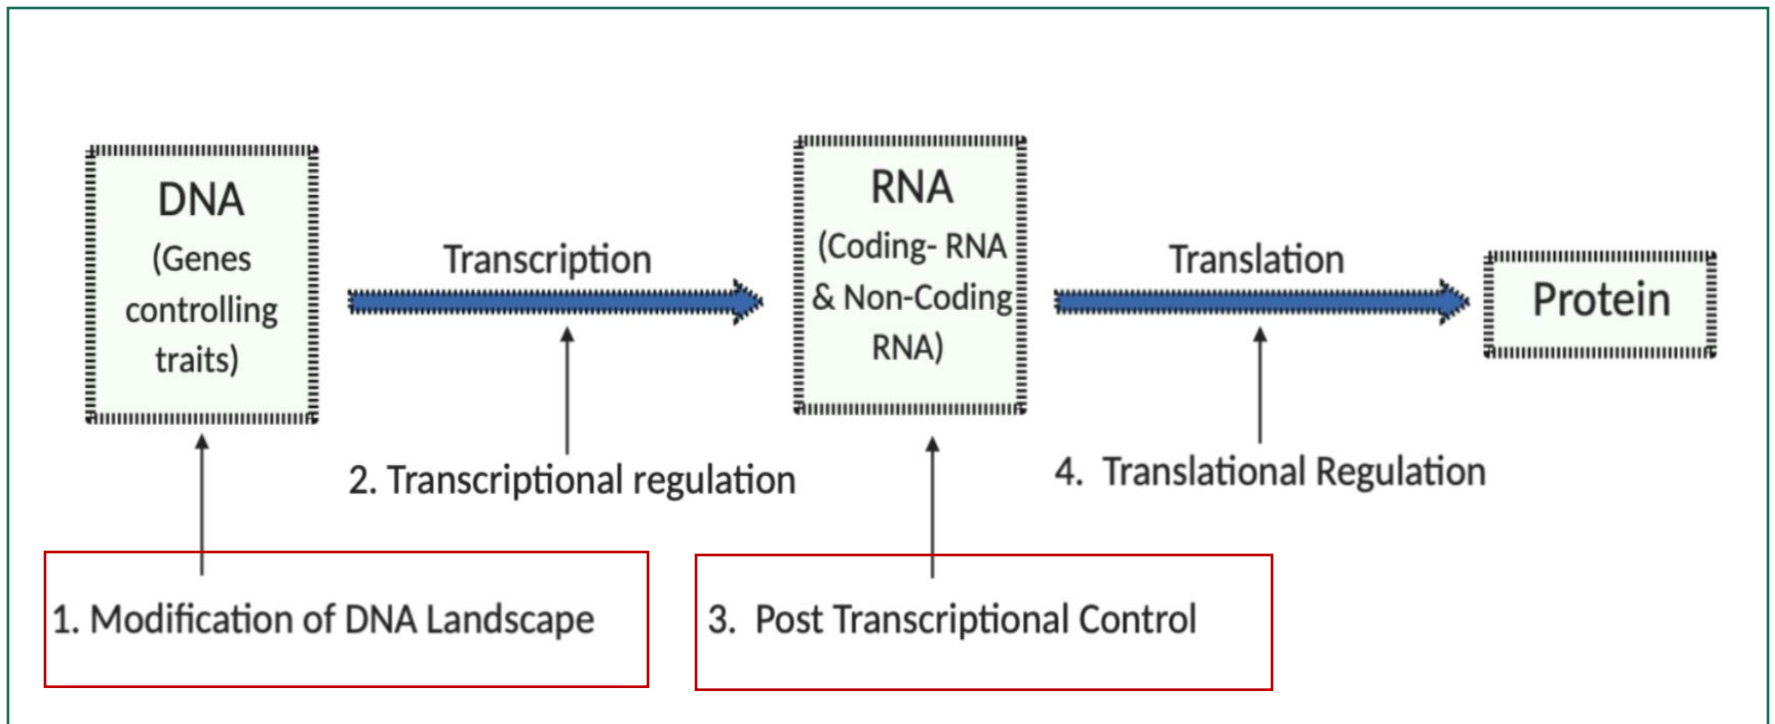 DNA
(Genes
controlling
traits)
Transcription
RNA
(Coding- RNA
& Non-Coding
RNA)
Translation
Protein
2. Transcriptional regulation
4. Translational Regulation
1. Modification of DNA Landscape
3. Post Transcriptional Control